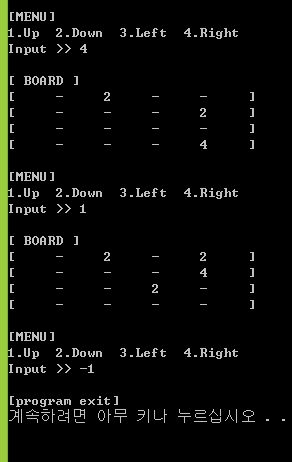 [MENU]
1.Up  2.Down  3.Left  4.Right
Input >> 4
[ BOARD ]
[     -     2     -     -     ]
[     -     -     -     2     ]
[     -     -     -     -     ]
[     -     -     -     4     ]
[MENU]
1.Up  2.Down  3.Left  4.Right
Input >> 1
[ BOARD ]
[     -     2     -     2     ]
[     -     -     -     4     ]
[     -     -     2     -     ]
[     -     -     -     -     ]
[MENU]
1.Up  2.Down  3.Left  4.Right
Input >> -1
[program exit]
계속하려면 아무 키나 누르십시오 . .